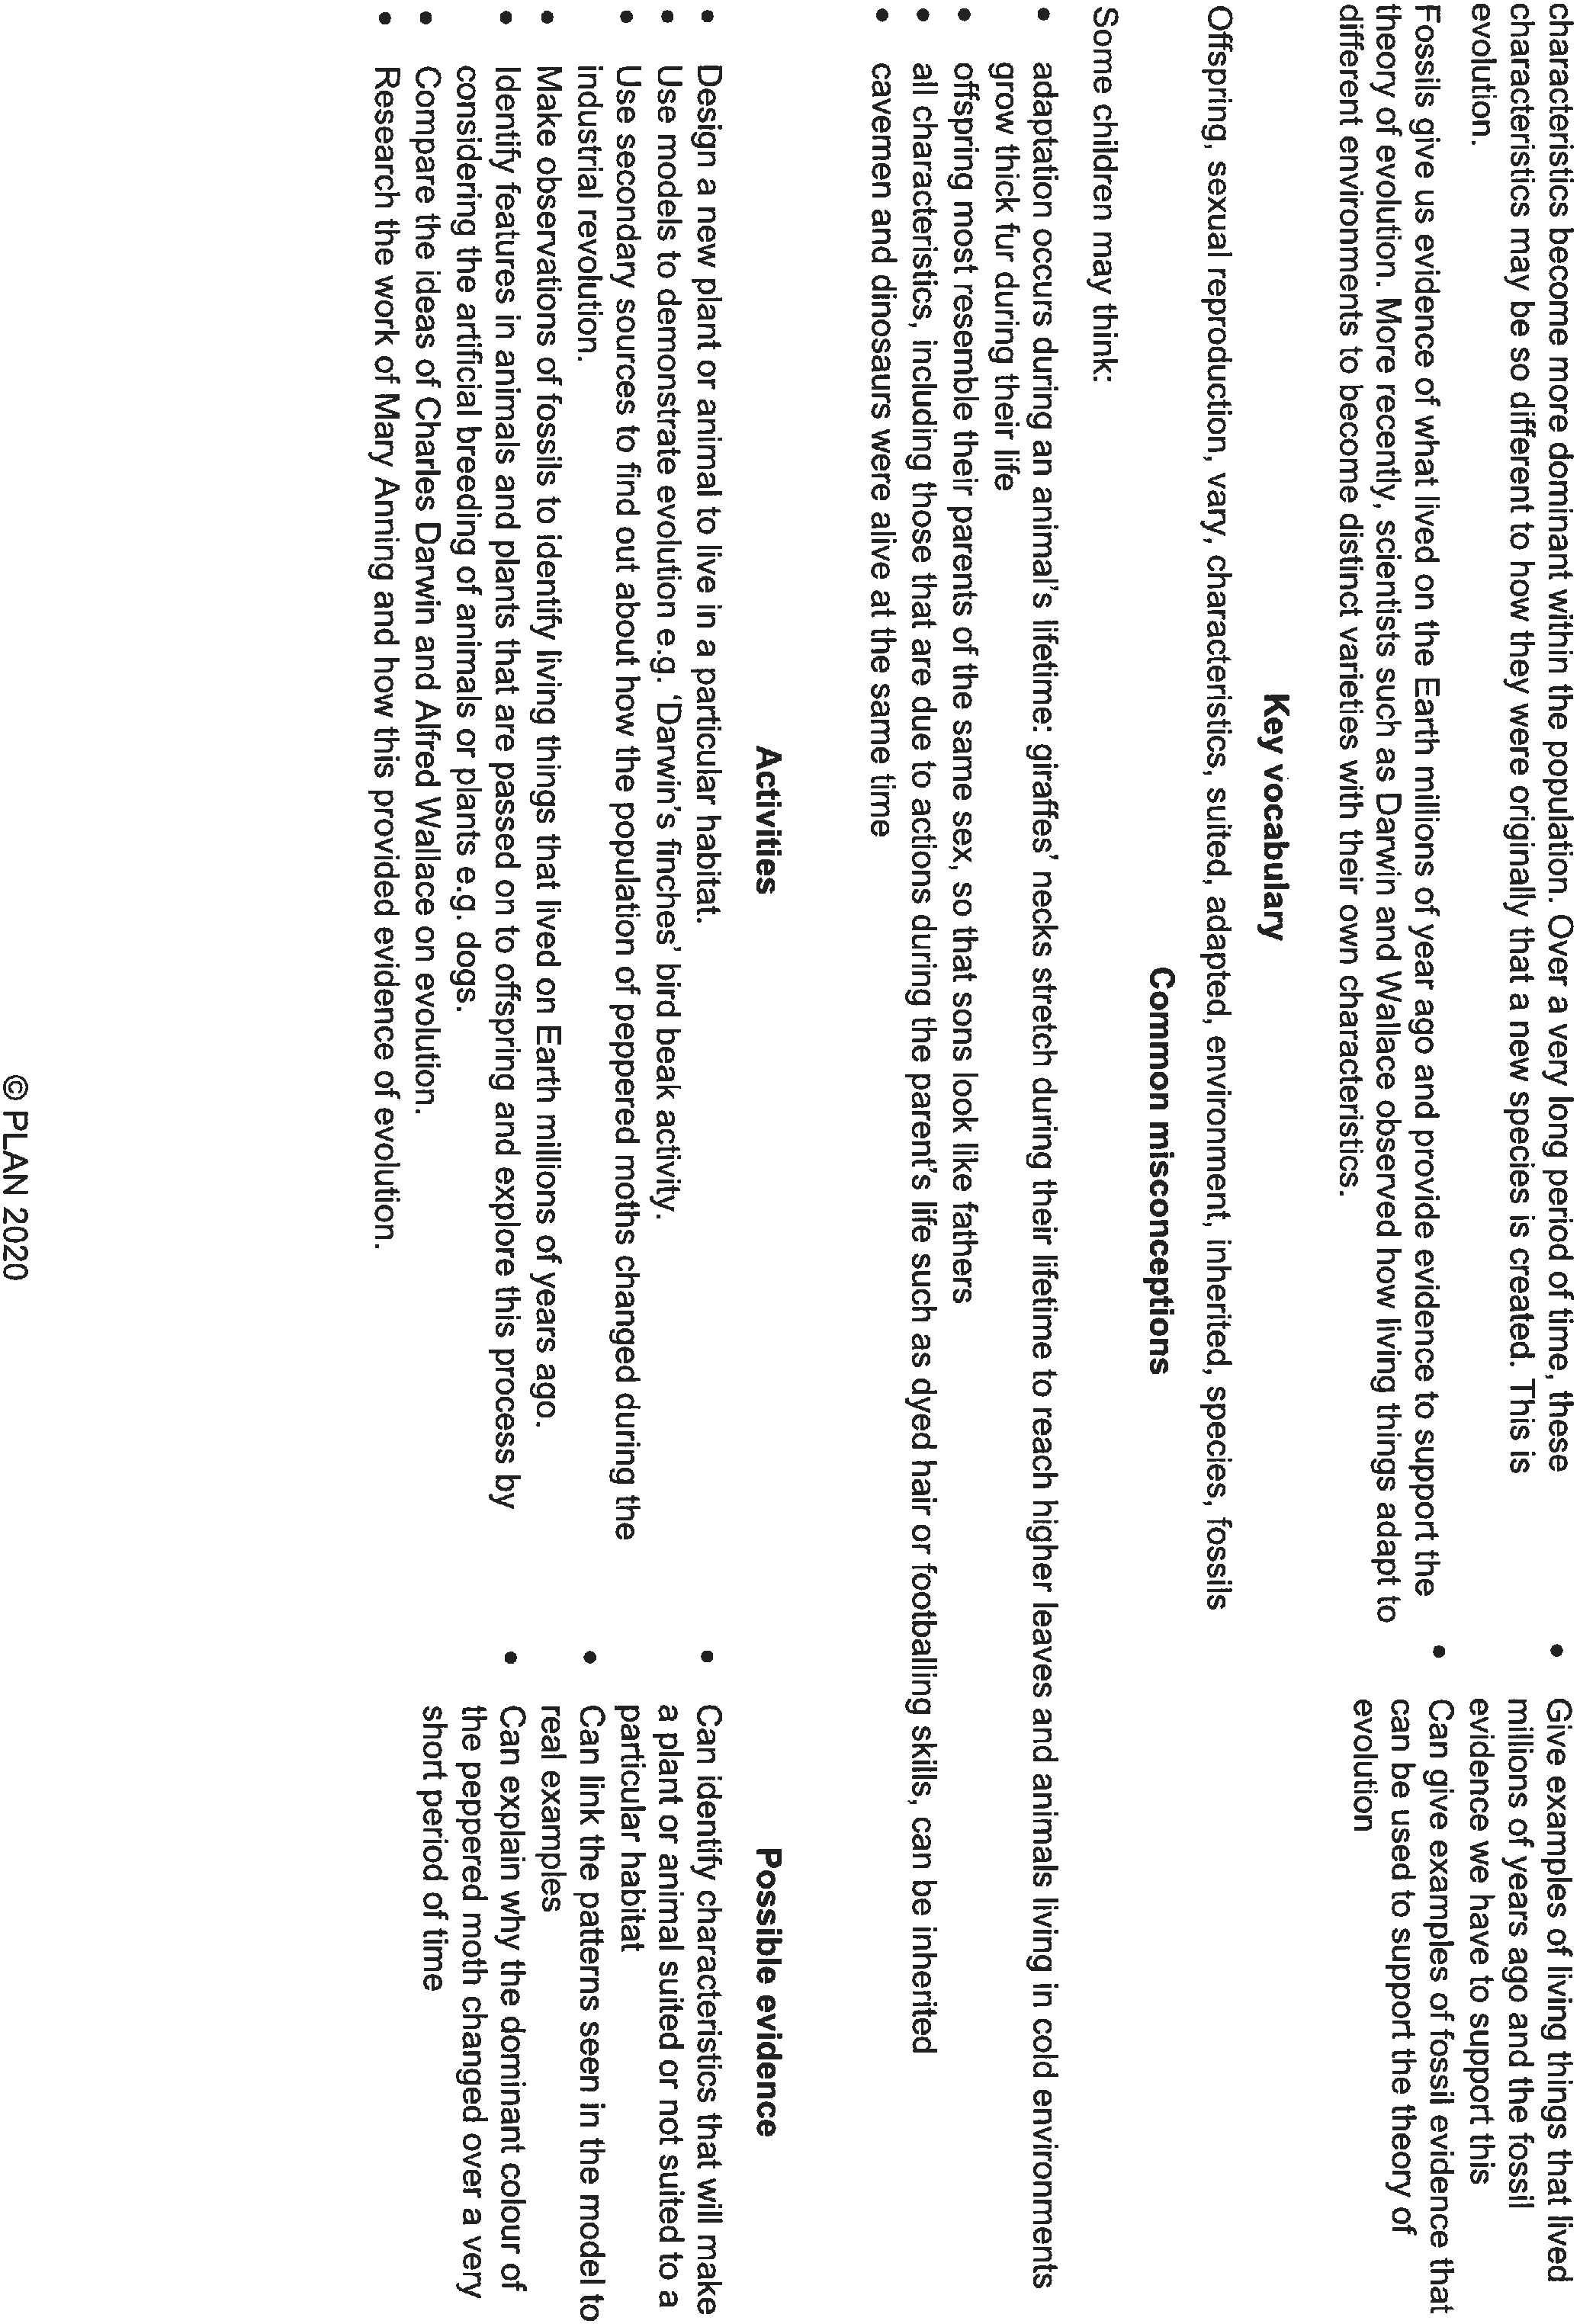 characteristics become more dominant within the population. Over a very long period of time, these
characteristics may be so different to how they were originally that a new species is created. This is
evolution.
Fossils give us evidence of what lived on the Earth millions of year ago and provide evidence to support the
theory of evolution. More recently, scientists such as Darwin and Wallace observed how living things adapt to
different environments to become distinct varieties with their own characteristics.
• Give examples of living things that lived
millions of years ago and the fossil
evidence we have to support this
• Can give examples of fossil evidence that
can be used to support the theory of
evolution
Key vocabulary
Offspring, sexual reproduction, vary, characteristics, suited, adapted, environment, inherited, species, fossils
Common misconceptions
Some children may think:
• adaptation occurs during an animal's lifetime: giraffes' necks stretch during their lifetime to reach higher leaves and animals living in cold environments
grow thick fur during their life
• offspring most resemble their parents of the same sex, so that sons look like fathers
• all characteristics, including those that are due to actions during the parent's life such as dyed hair or footballing skills, can be inherited
• cavemen and dinosaurs were alive at the same time
Activities
• Design a new plant or animal to live in a particular habitat.
• Use models to demonstrate evolution e.g. 'Darwin's finches' bird beak activity.
• Use secondary sources to find out about how the population of peppered moths changed during the
industrial revolution.
• Make observations of fossils to identify living things that lived on Earth millions of years ago.
• Identify features in animals and plants that are passed on to offspring and explore this process by
considering the artificial breeding of animals or plants e.g. dogs.
• Compare the ideas of Charles Darwin and Alfred Wallace on evolution.
• Research the work of Mary Anning and how this provided evidence of evolution.
Possible evidence
• Can identify characteristics that will make
a plant or animal suited or not suited to a
particular habitat
• Can link the patterns seen in the model to
real examples
• Can explain why the dominant colour of
the peppered moth changed over a very
short period of time
© PLAN 2020